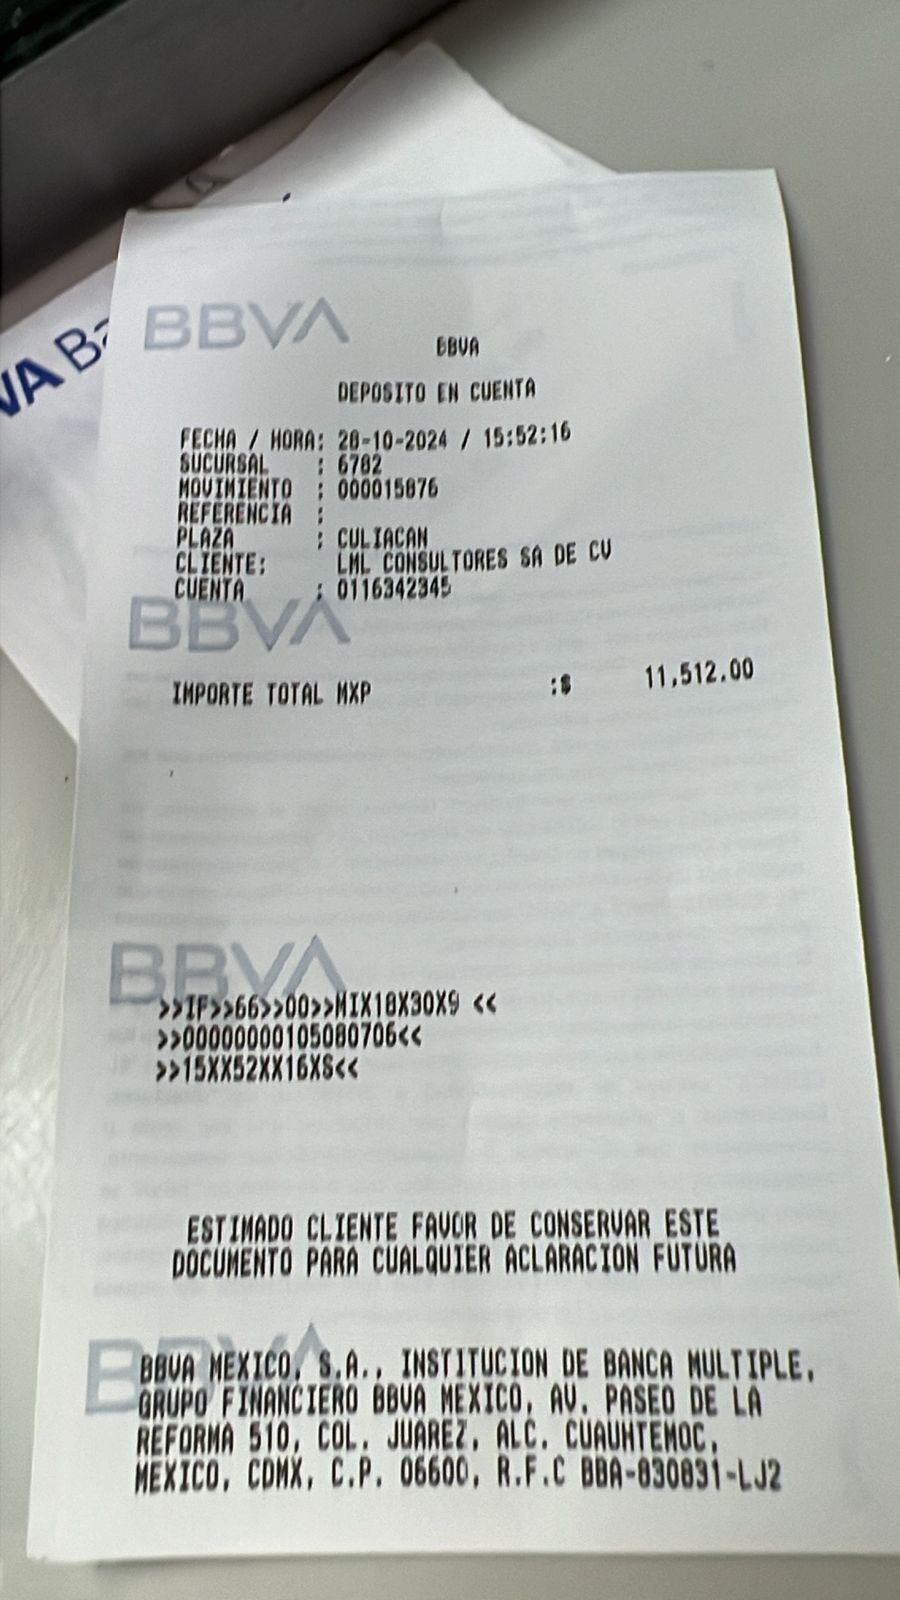 BBVA
VA Ba
BBVA
DEPOSITO EN CUENTA
FECHA / HORA: 28-10-2024 / 15:52:16
SUCURSAL : 6782
MOVIMIENTO : 000015876
REFERENCIA :
PLAZA : CULIACAN
CLIENTE: LML CONSULTORES SA DE CV
CUENTA : 0116342345
BBVA
IMPORTE TOTAL MXP :$ 11,512.00
BBVA
>>IF>>66>>00>>MIX18X30X9 <<
>>00000000105080706<<
>>15XX52XX16XS<<
ESTIMADO CLIENTE FAVOR DE CONSERVAR ESTE
DOCUMENTO PARA CUALQUIER ACLARACION FUTURA
BBVA
BBVA MEXICO, S.A., INSTITUCION DE BANCA MULTIPLE,
GRUPO FINANCIERO BBVA MEXICO, AV. PASEO DE LA
REFORMA 510, COL. JUAREZ, ALC. CUAUHTEMOC,
MEXICO, CDMX, C.P. 06600, R.F.C BBA-830831-LJ2